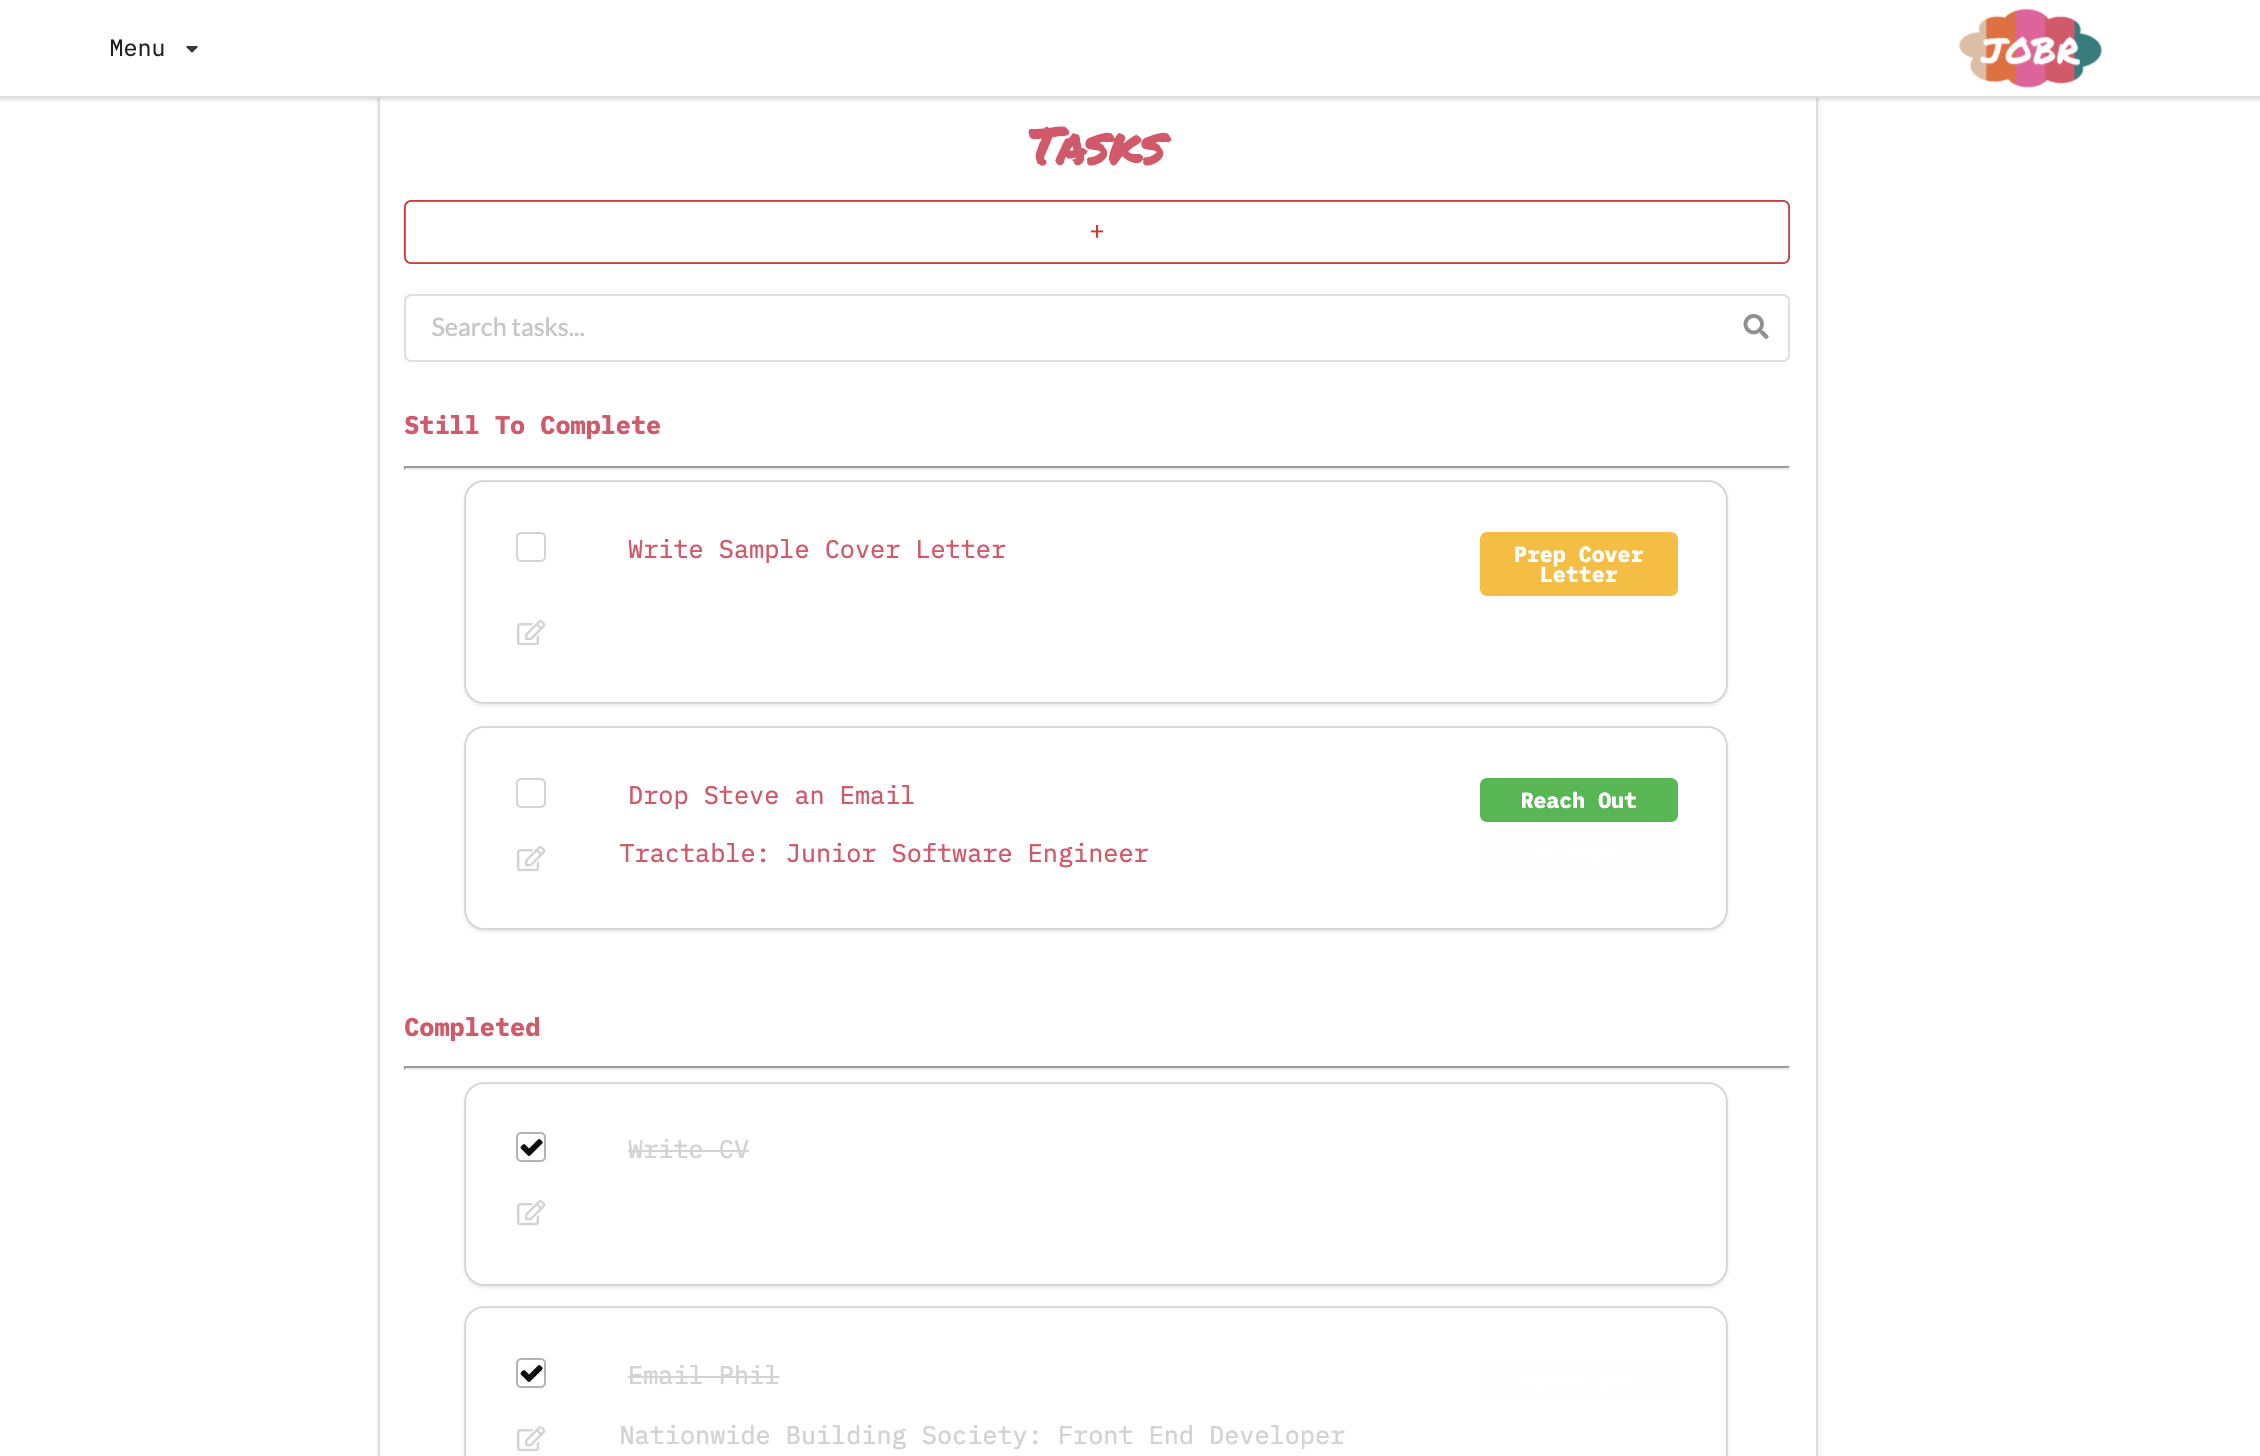 Menu
JOBR
Tasks
+
Search tasks...
Still To Complete
Write Sample Cover Letter
Prep Cover
Letter
Drop Steve an Email
Reach Out
Tractable: Junior Software Engineer
Completed
Write CV
Email Phil
Nationwide Building Society: Front End Developer